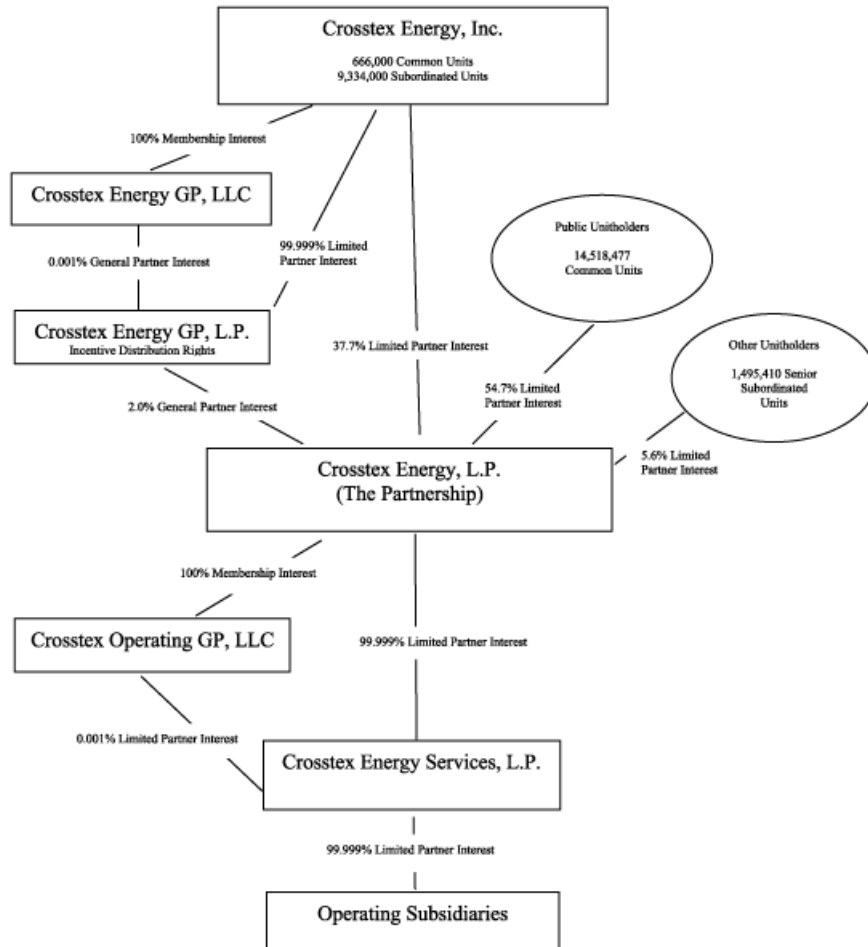 Crosstex Energy, Inc.
666,000 Common Units
9,334,000 Subordinated Units
100% Membership Interest
Crosstex Energy GP, LLC
99.999% Limited
Partner Interest
0.001% General Partner Interest
Public Unitholders
14,518,477
Common Units
Crosstex Energy GP, L.P.
Incentive Distribution Rights
37.7% Limited Partner Interest
Other Unitholders
1,495,410 Senior
Subordinated
Units
54.7% Limited
Partner Interest
2.0% General Partner Interest
5.6% Limited
Partner Interest
Crosstex Energy, L.P.
(The Partnership)
100% Membership Interest
Crosstex Operating GP, LLC
99.999% Limited Partner Interest
0.001% Limited Partner Interest
Crosstex Energy Services, L.P.
99.999% Limited Partner Interest
Operating Subsidiaries